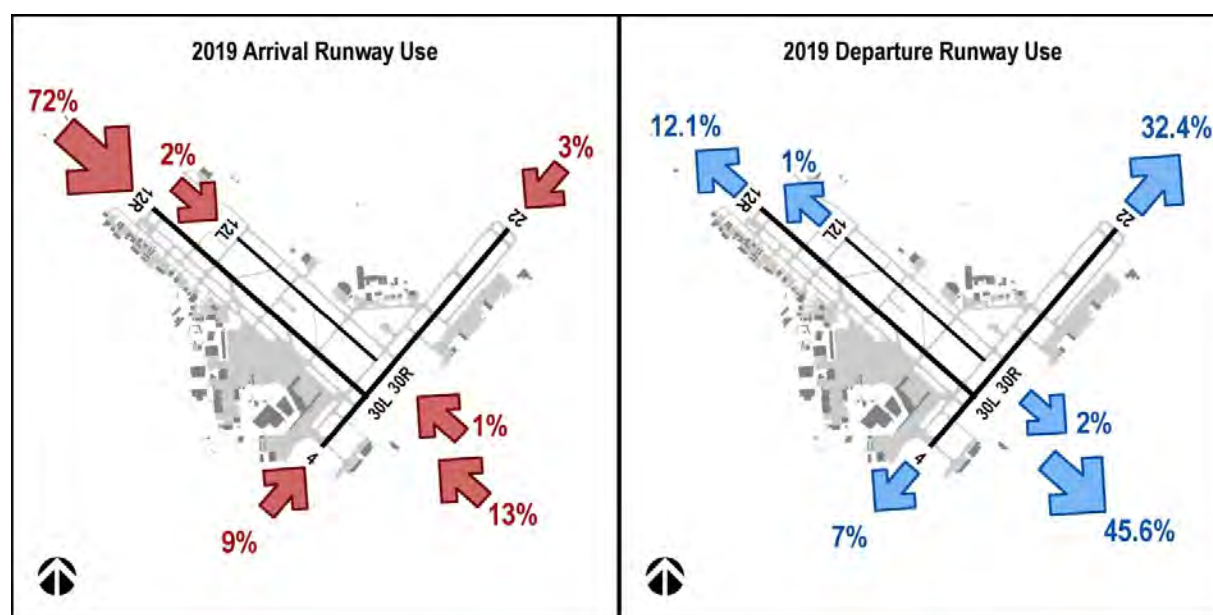 2019 Arrival Runway Use
72%
2%
3%
12R
12L
22
30L 30R
4
1%
13%
9%
2019 Departure Runway Use
12.1%
1%
32.4%
12R
12L
22
30L 30R
4
2%
7%
45.6%